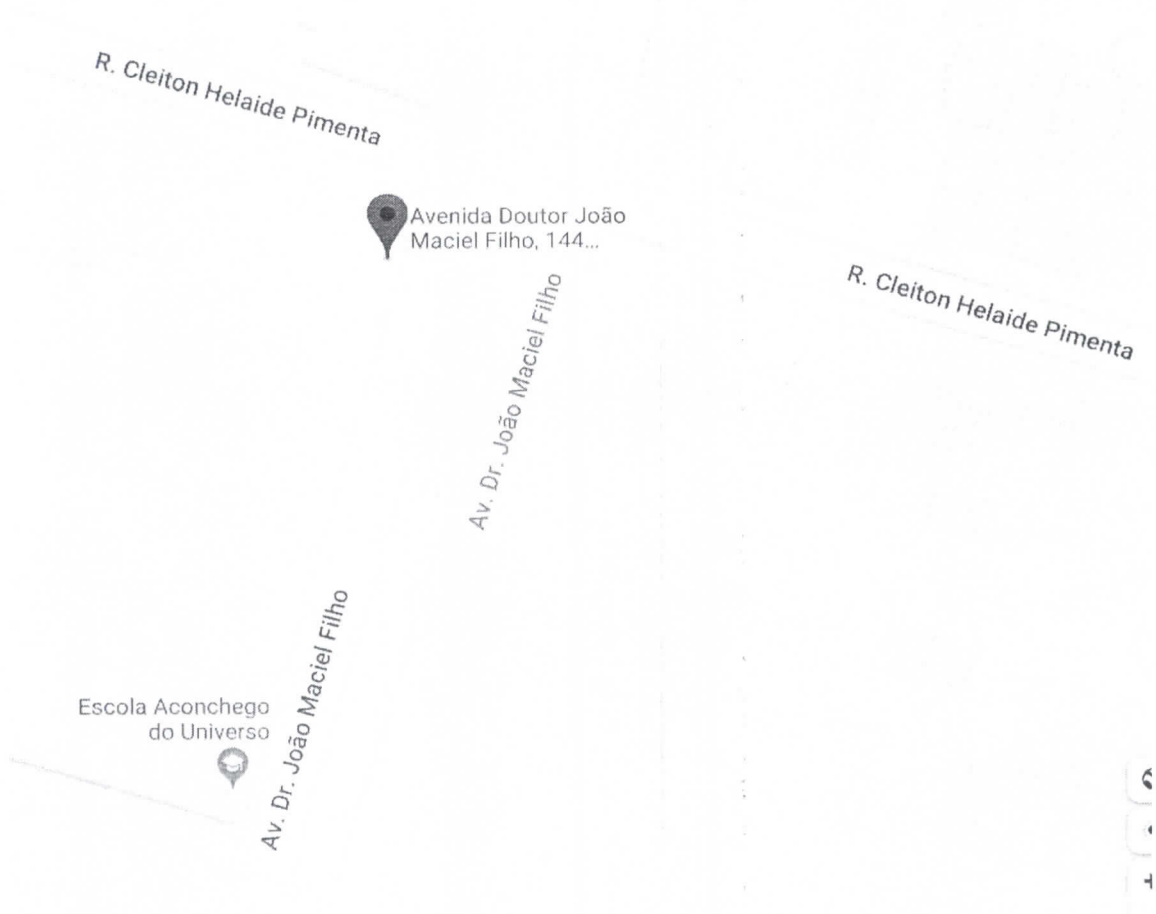 R. Cleiton Helaide Pimenta
Avenida Doutor João
Maciel Filho, 144...
R. Cleiton Helaide Pimenta
Av. Dr. João Maciel Filho
Av. Dr. João Maciel Filho
Escola Aconchego
do Universo